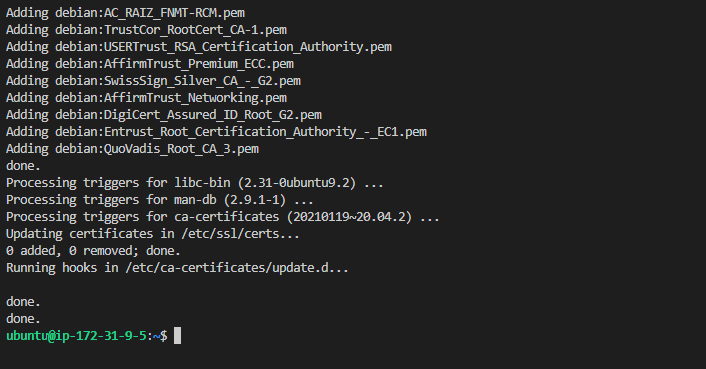 Adding debian:AC_RAIZ_FNMT-RCM.pem
Adding debian:TrustCor_RootCert_CA-1.pem
Adding debian:USERTrust_RSA_Certification_Authority.pem
Adding debian:AffirmTrust_Premium_ECC.pem
Adding debian:SwissSign_Silver_CA_-_G2.pem
Adding debian:AffirmTrust_Networking.pem
Adding debian:DigiCert_Assured_ID_Root_G2.pem
Adding debian:Entrust_Root_Certification_Authority_-_EC1.pem
Adding debian:QuoVadis_Root_CA_3.pem
done.
Processing triggers for libc-bin (2.31-0ubuntu9.2) ...
Processing triggers for man-db (2.9.1-1) ...
Processing triggers for ca-certificates (20210119~20.04.2) ...
Updating certificates in /etc/ssl/certs...
0 added, 0 removed; done.
Running hooks in /etc/ca-certificates/update.d...
done.
done.
ubuntu@ip-172-31-9-5:~$